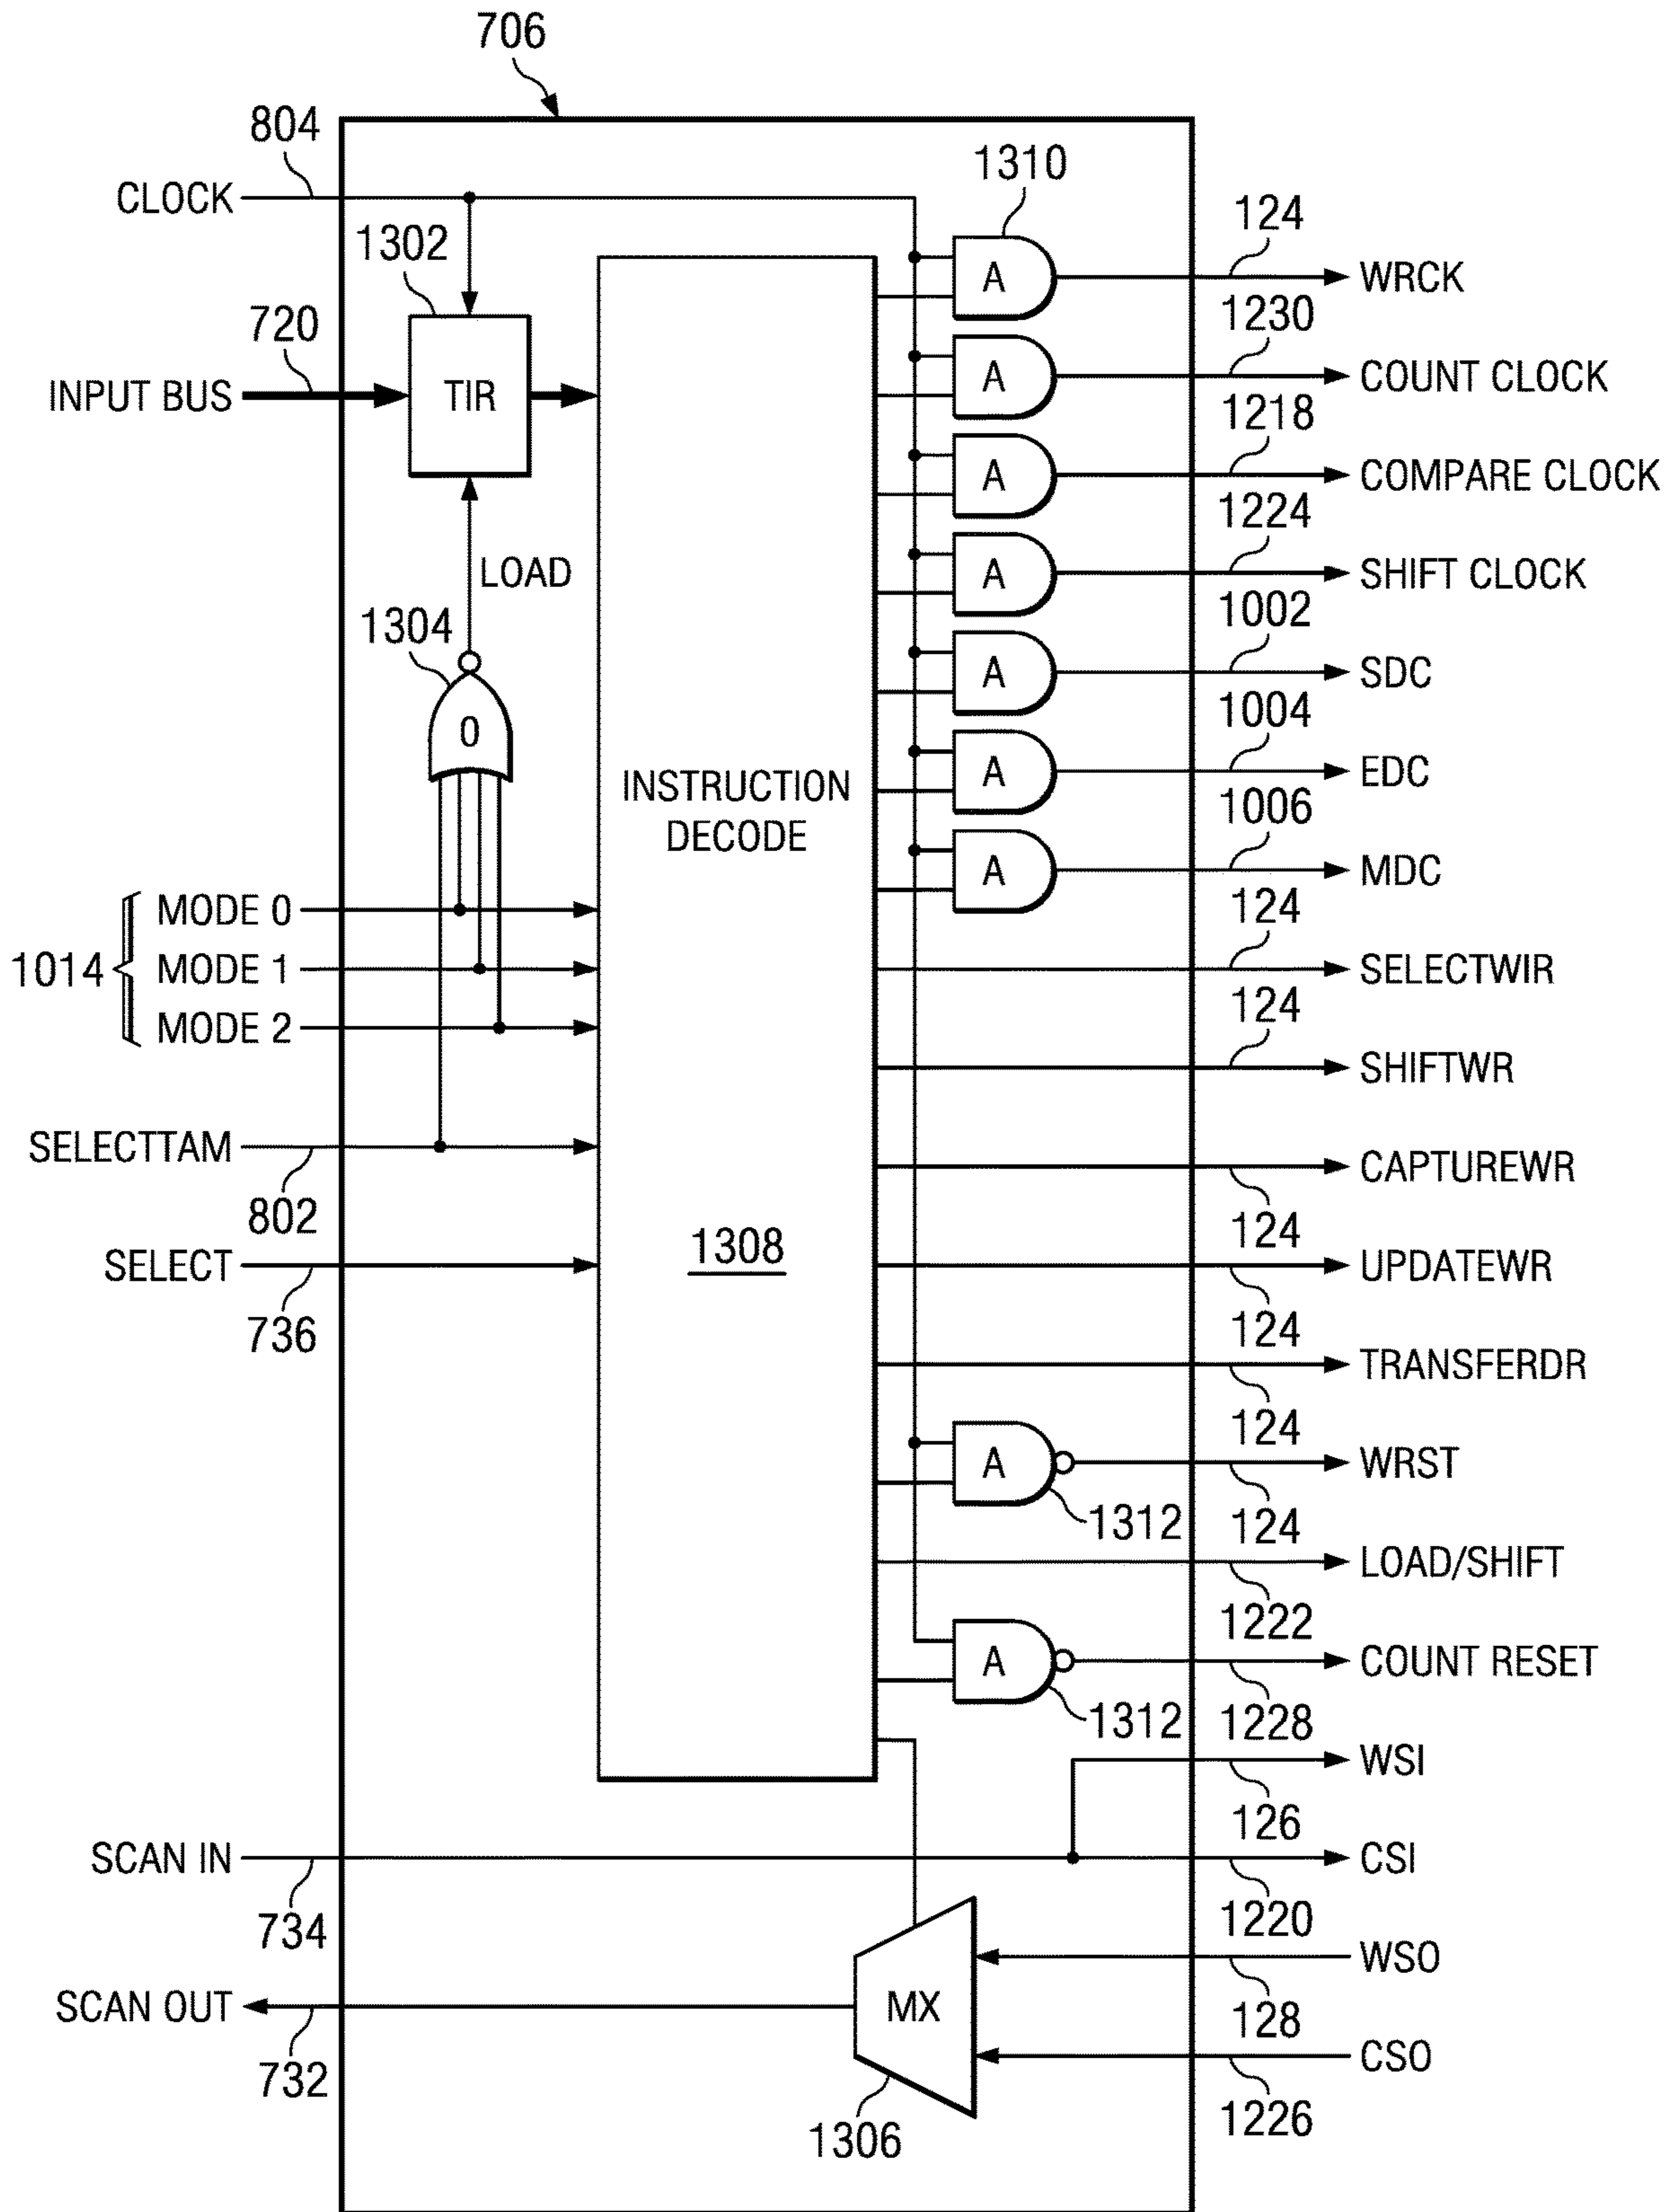 706
804
CLOCK
1310
1302
124
WRCK
720
1230
INPUT BUS
TIR
A
COUNT CLOCK
1218
A
COMPARE CLOCK
1224
A
LOAD
SHIFT CLOCK
A
1304
1002
SDC
A
0
1004
INSTRUCTION
DECODE
EDC
A
1006
MDC
A
124
1014
MODE 0
MODE 1
MODE 2
SELECTWIR
124
SHIFTWR
SELECTTAM
802
CAPTUREWR
124
SELECT
736
1308
UPDATEWR
124
TRANSFERDR
124
A
WRST
1312
124
LOAD/SHIFT
1222
A
COUNT RESET
1312
1228
WSI
126
SCAN IN
734
CSI
1220
WSO
128
SCAN OUT
732
MX
CSO
1306
1226